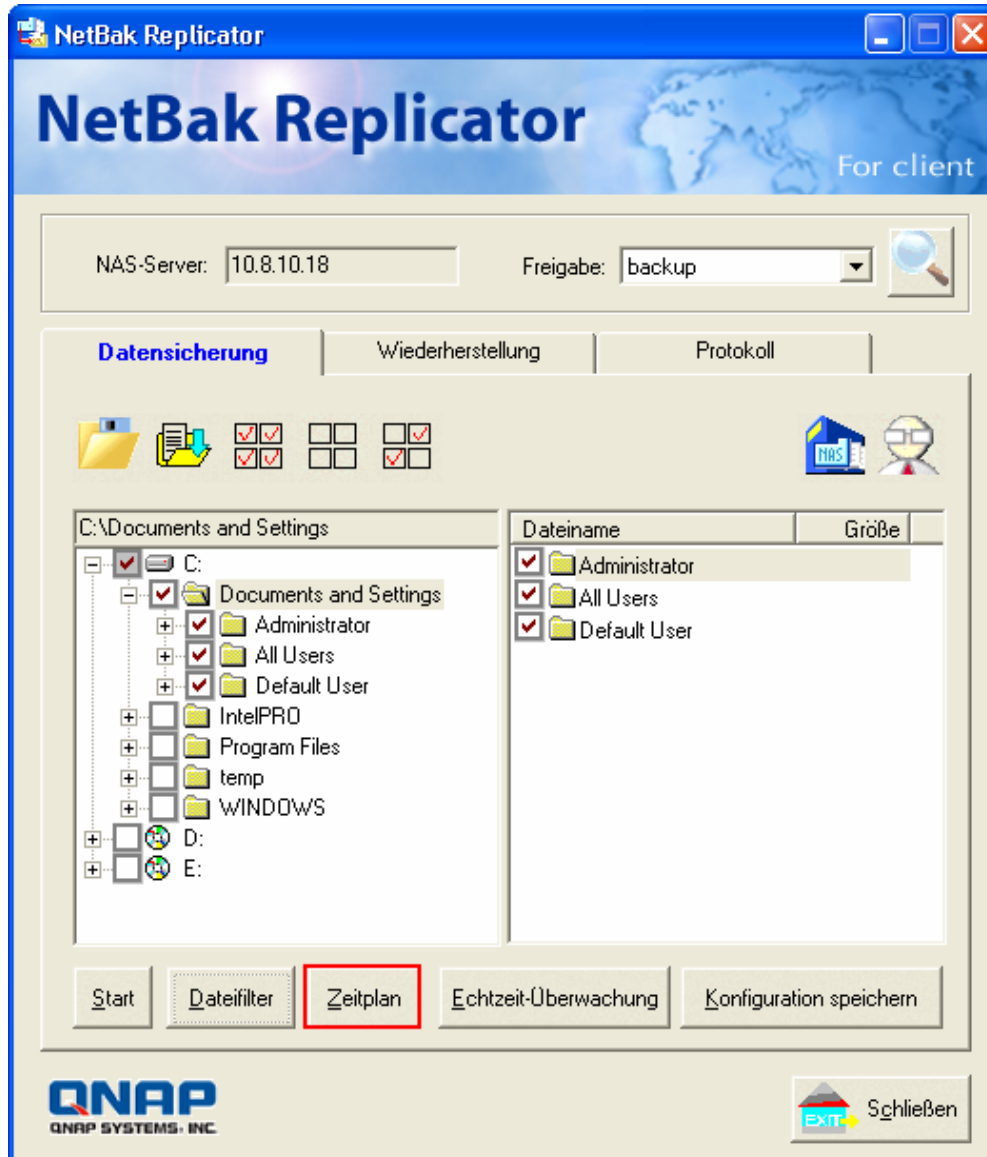 NetBak Replicator
NetBak Replicator
For client
NAS-Server: 10.8.10.18 Freigabe: backup
Datensicherung Wiederherstellung Protokoll
NAS
C:\Documents and Settings
C:
Documents and Settings
Administrator
All Users
Default User
IntelPRO
Program Files
temp
WINDOWS
D:
E:
Dateiname Größe
Administrator
All Users
Default User
Start Dateifilter Zeitplan Echtzeit-Überwachung Konfiguration speichern
QNAP
QNAP SYSTEMS, INC
EXIT Schließen